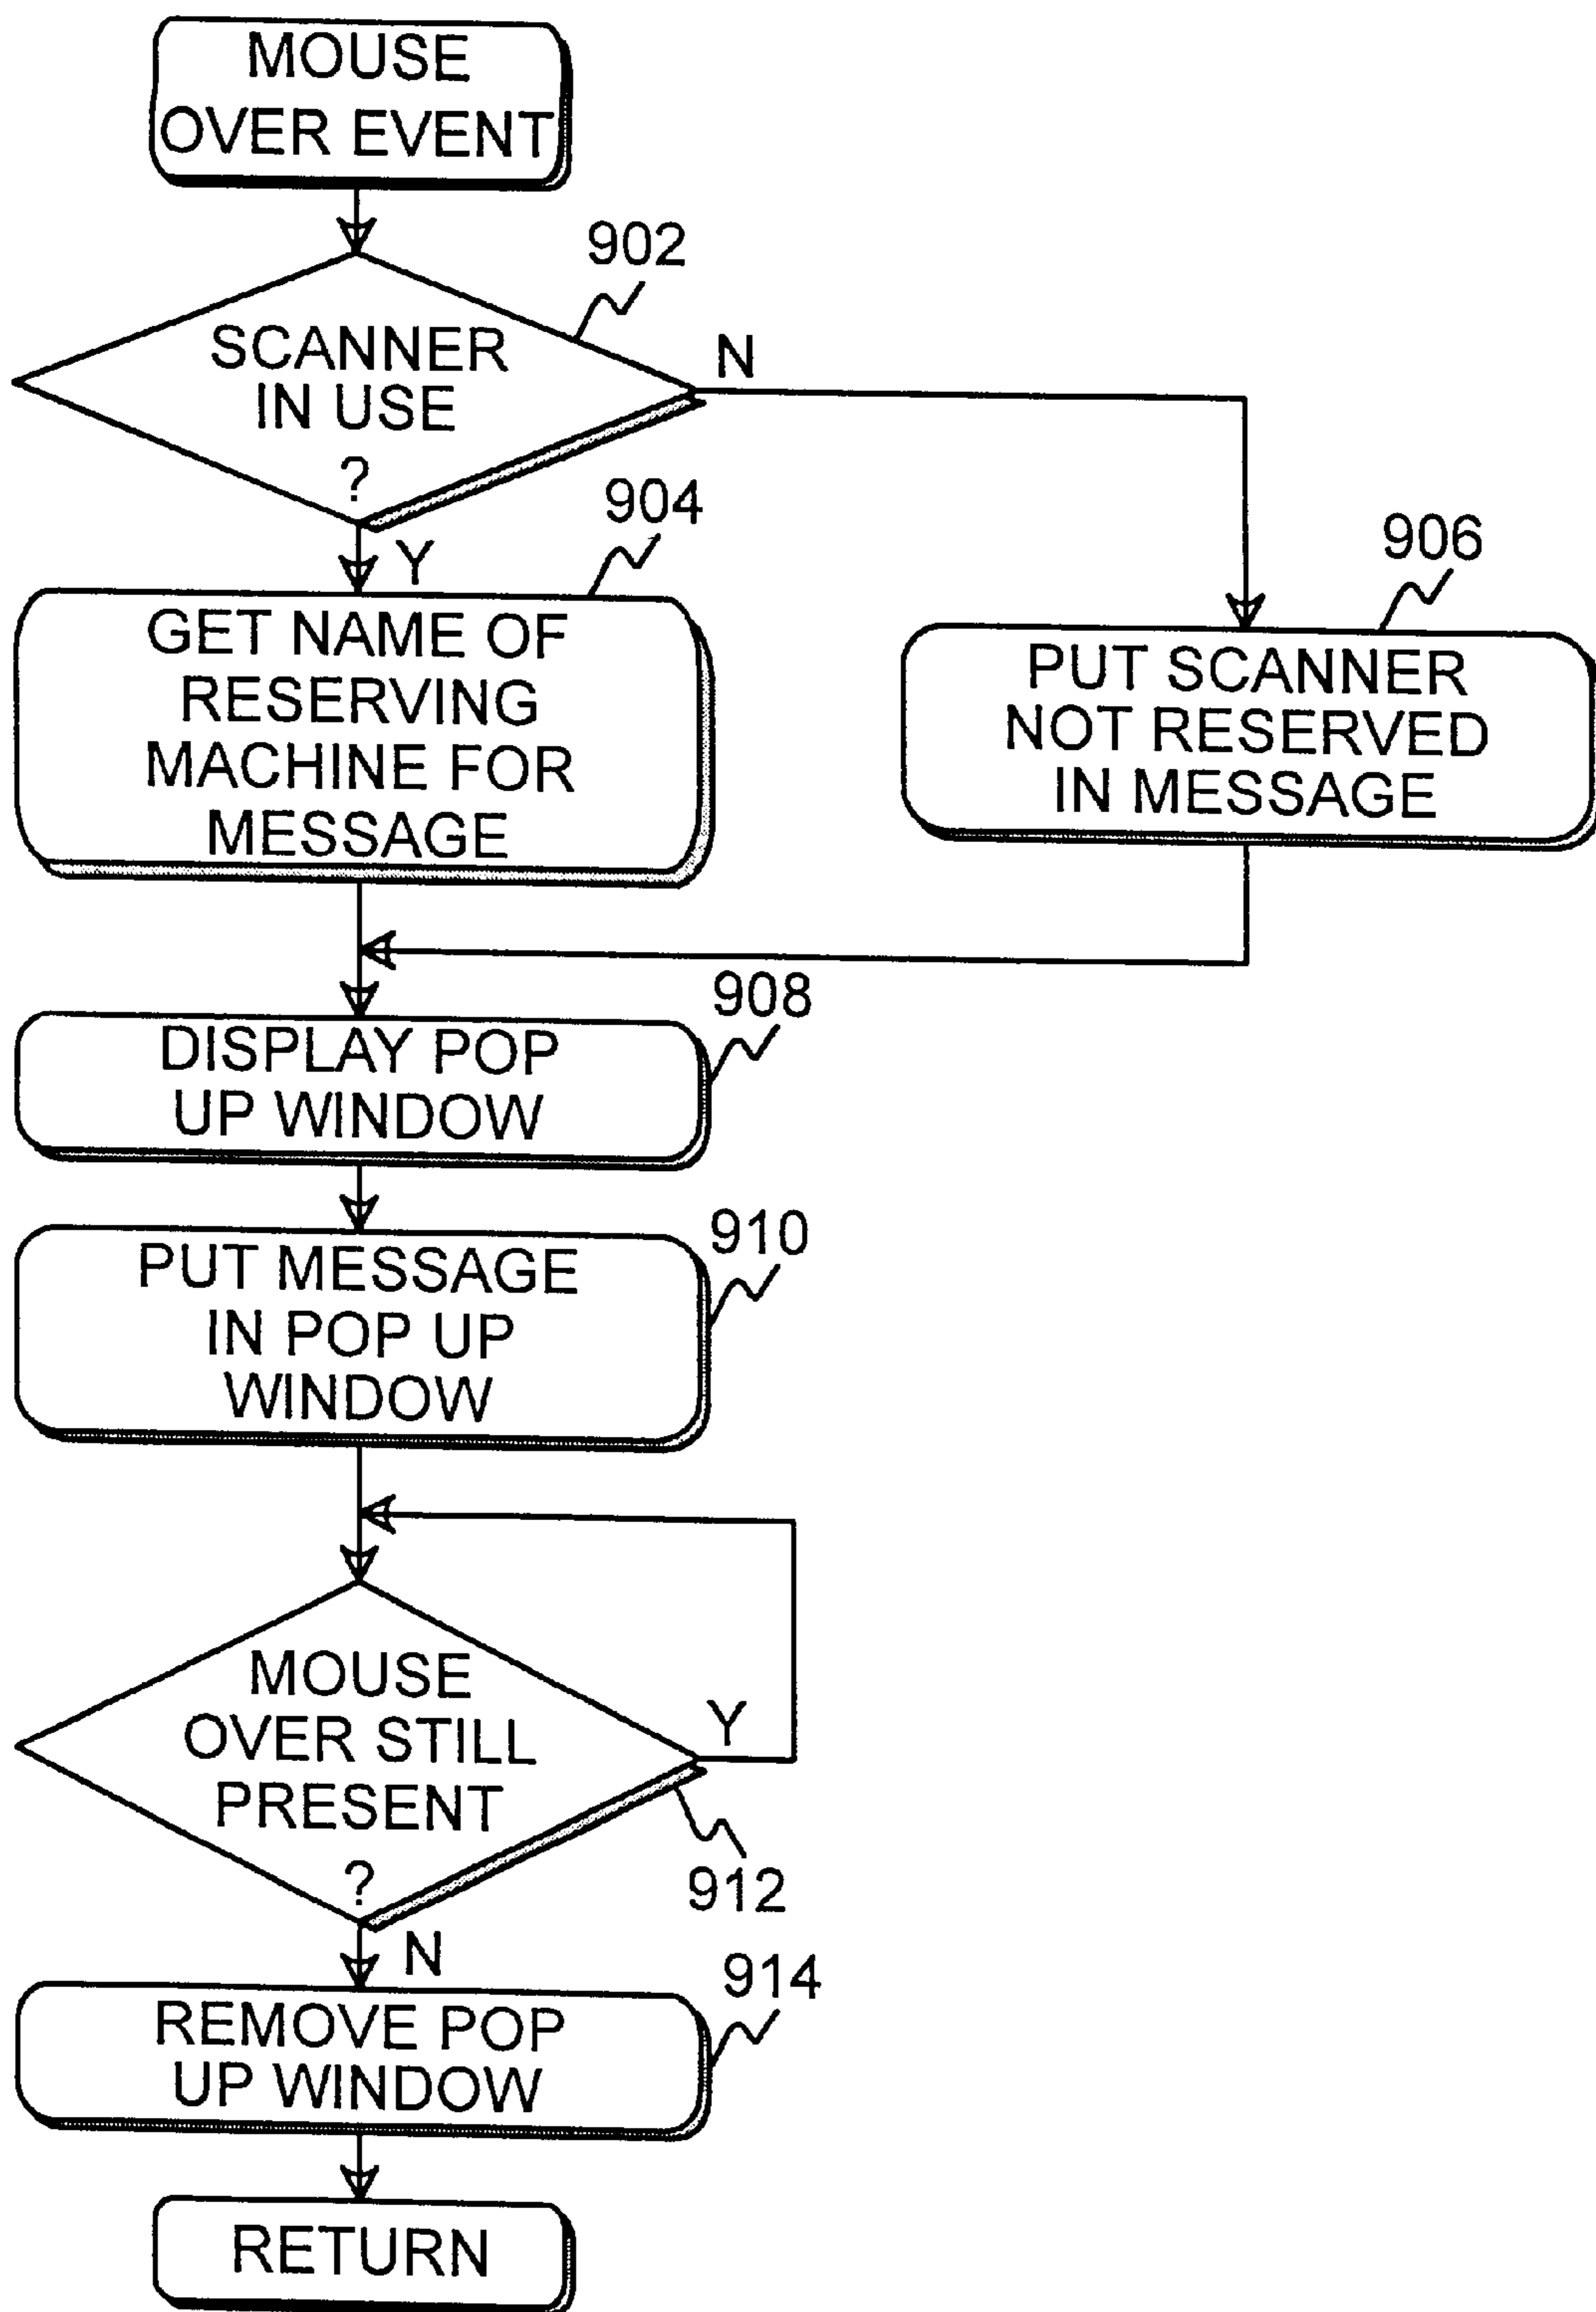 MOUSE
OVER EVENT
902
SCANNER
IN USE
?
N
Y
904
GET NAME OF
RESERVING
MACHINE FOR
MESSAGE
906
PUT SCANNER
NOT RESERVED
IN MESSAGE
908
DISPLAY POP
UP WINDOW
910
PUT MESSAGE
IN POP UP
WINDOW
MOUSE
OVER STILL
PRESENT
?
Y
912
N
914
REMOVE POP
UP WINDOW
RETURN